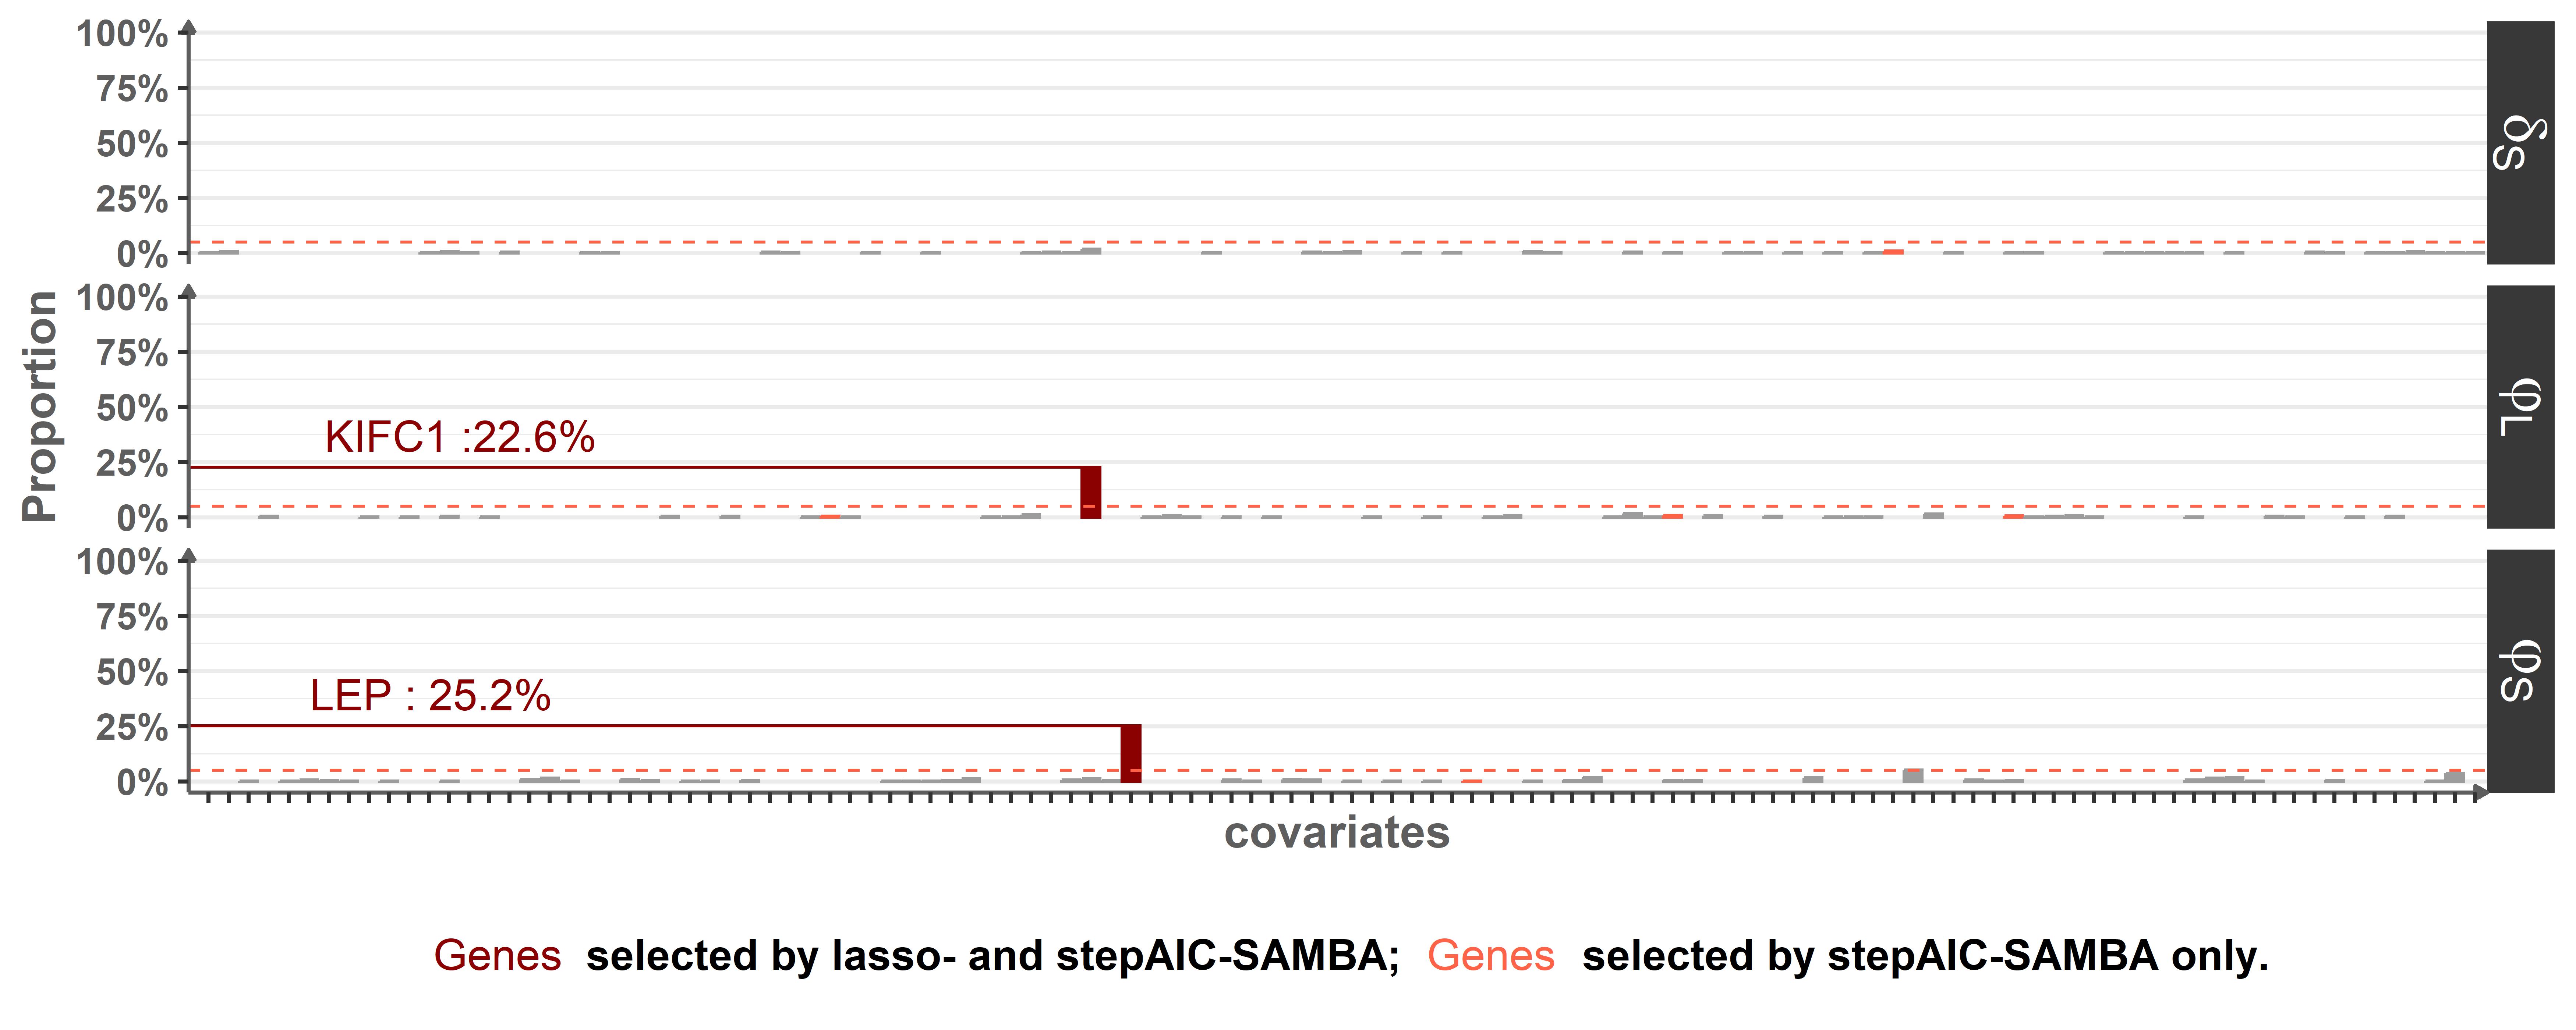 Proportion
100%
75%
50%
25%
0%
δS
100%
75%
50%
25%
0%
KIFC1 :22.6%
φL
100%
75%
50%
25%
0%
LEP : 25.2%
φS
covariates
Genes selected by lasso- and stepAIC-SAMBA; Genes selected by stepAIC-SAMBA only.